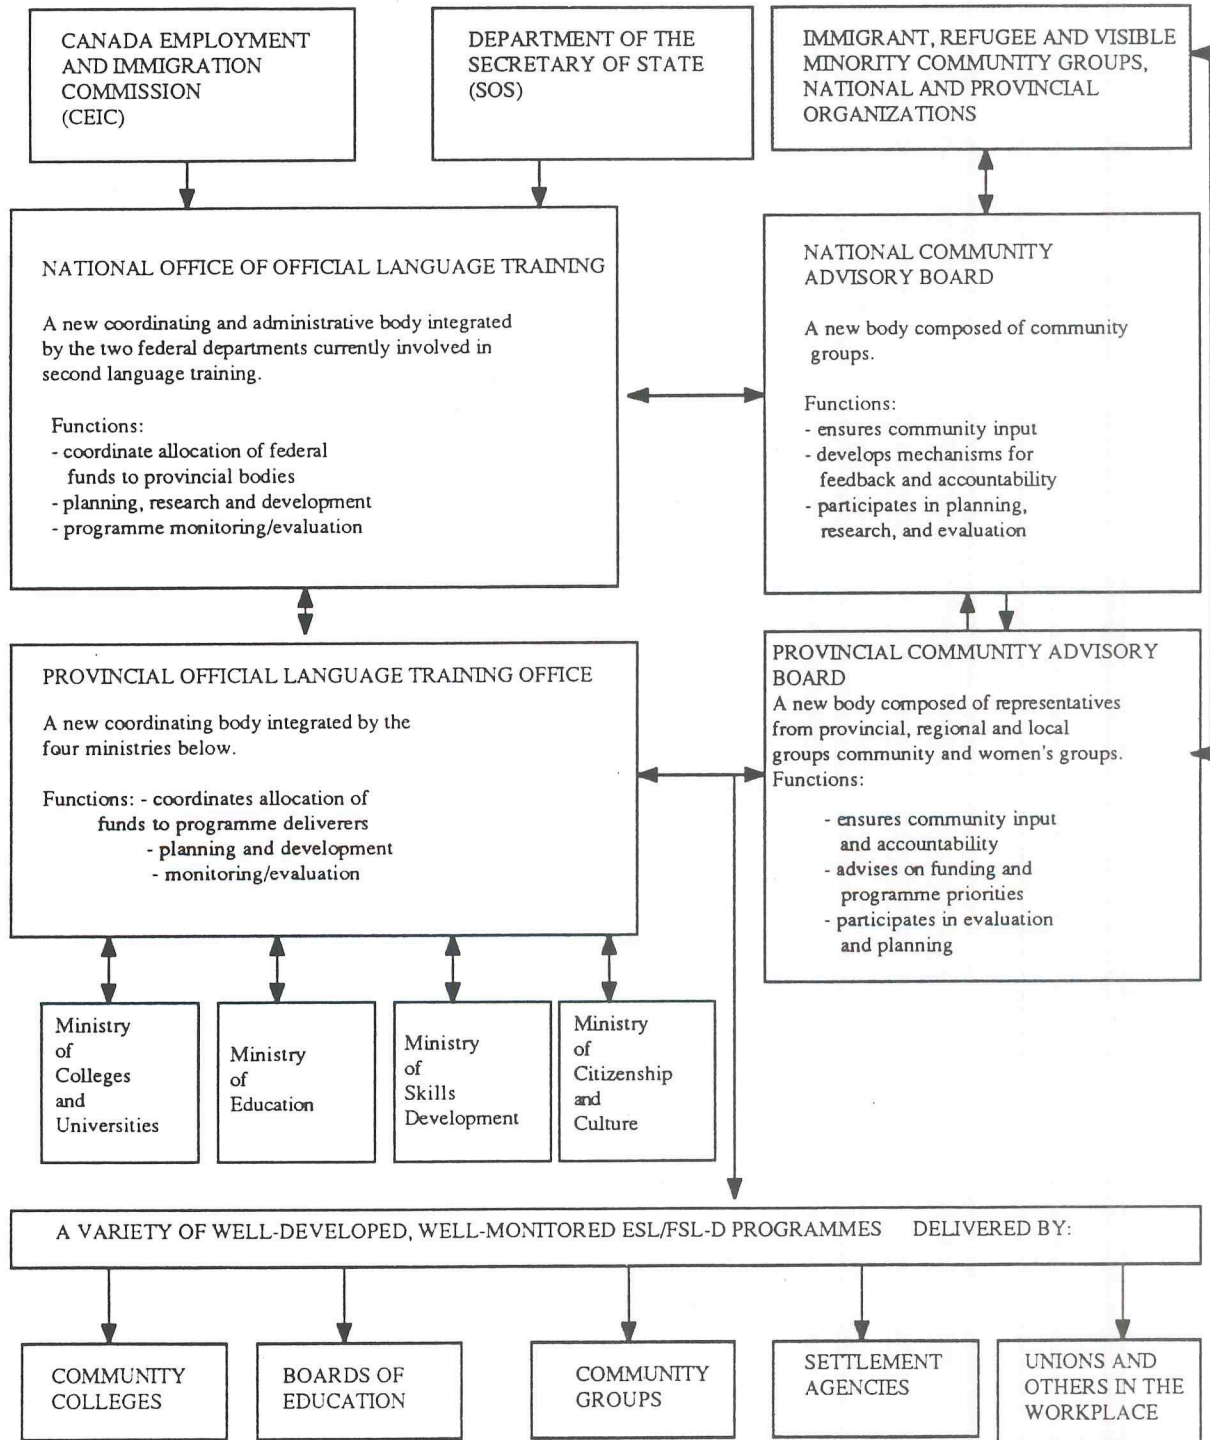 CANADA EMPLOYMENT
AND IMMIGRATION
COMMISSION
(CEIC)
DEPARTMENT OF THE
SECRETARY OF STATE
(SOS)
IMMIGRANT, REFUGEE AND VISIBLE
MINORITY COMMUNITY GROUPS,
NATIONAL AND PROVINCIAL
ORGANIZATIONS
NATIONAL OFFICE OF OFFICIAL LANGUAGE TRAINING
A new coordinating and administrative body integrated
by the two federal departments currently involved in
second language training.
Functions:
- coordinate allocation of federal
funds to provincial bodies
- planning, research and development
- programme monitoring/evaluation
NATIONAL COMMUNITY
ADVISORY BOARD
A new body composed of community
groups.
Functions:
- ensures community input
- develops mechanisms for
feedback and accountability
- participates in planning,
research, and evaluation
PROVINCIAL OFFICIAL LANGUAGE TRAINING OFFICE
A new coordinating body integrated by the
four ministries below.
Functions: - coordinates allocation of
funds to programme deliverers
- planning and development
- monitoring/evaluation
PROVINCIAL COMMUNITY ADVISORY
BOARD
A new body composed of representatives
from provincial, regional and local
groups community and women's groups.
Functions:
- ensures community input
and accountability
- advises on funding and
programme priorities
- participates in evaluation
and planning
Ministry
of
Colleges
and
Universities
Ministry
of
Education
Ministry
of
Skills
Development
Ministry
of
Citizenship
and
Culture
A VARIETY OF WELL-DEVELOPED, WELL-MONITORED ESL/FSL-D PROGRAMMES DELIVERED BY:
COMMUNITY
COLLEGES
BOARDS OF
EDUCATION
COMMUNITY
GROUPS
SETTLEMENT
AGENCIES
UNIONS AND
OTHERS IN THE
WORKPLACE